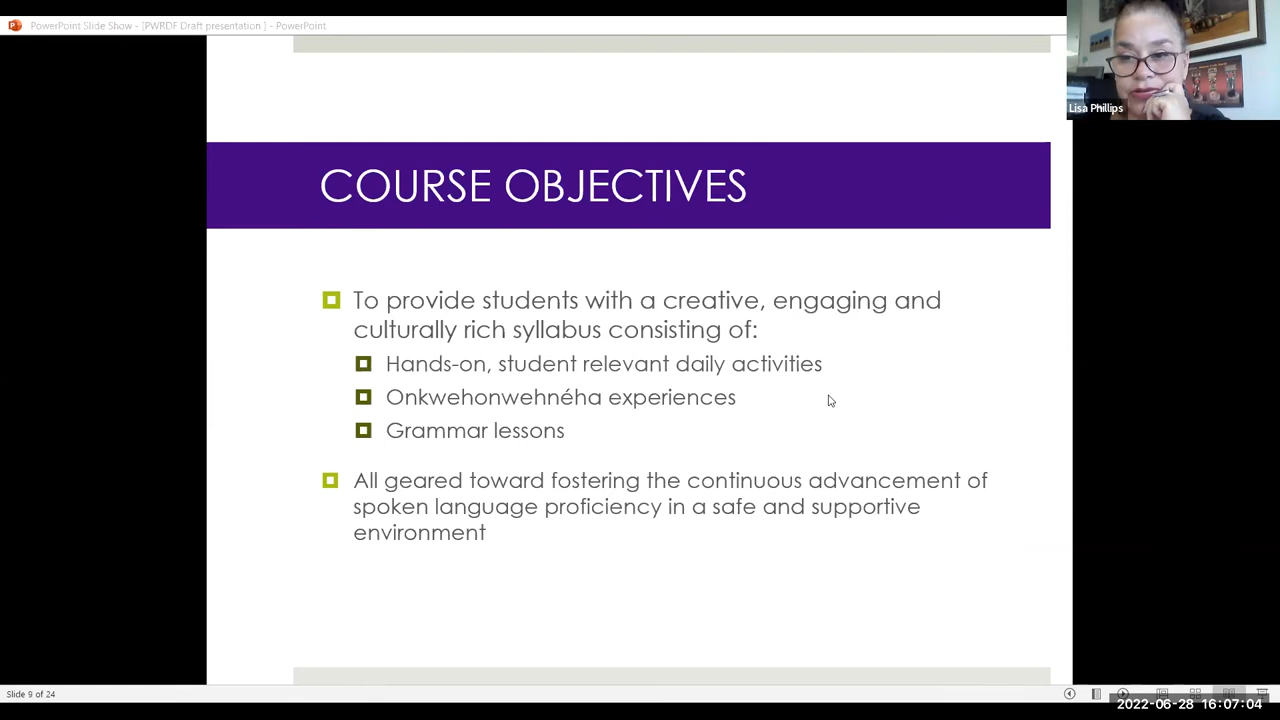 PowerPoint Slide Show - [PWRDF Draft presentation ] - PowerPoint
Lisa Phillips
COURSE OBJECTIVES
To provide students with a creative, engaging and
culturally rich syllabus consisting of:
Hands-on, student relevant daily activities
Onkwehonwehnéha experiences
Grammar lessons
All geared toward fostering the continuous advancement of
spoken language proficiency in a safe and supportive
environment
Slide 9 of 24
2022-06-28 16:07:04